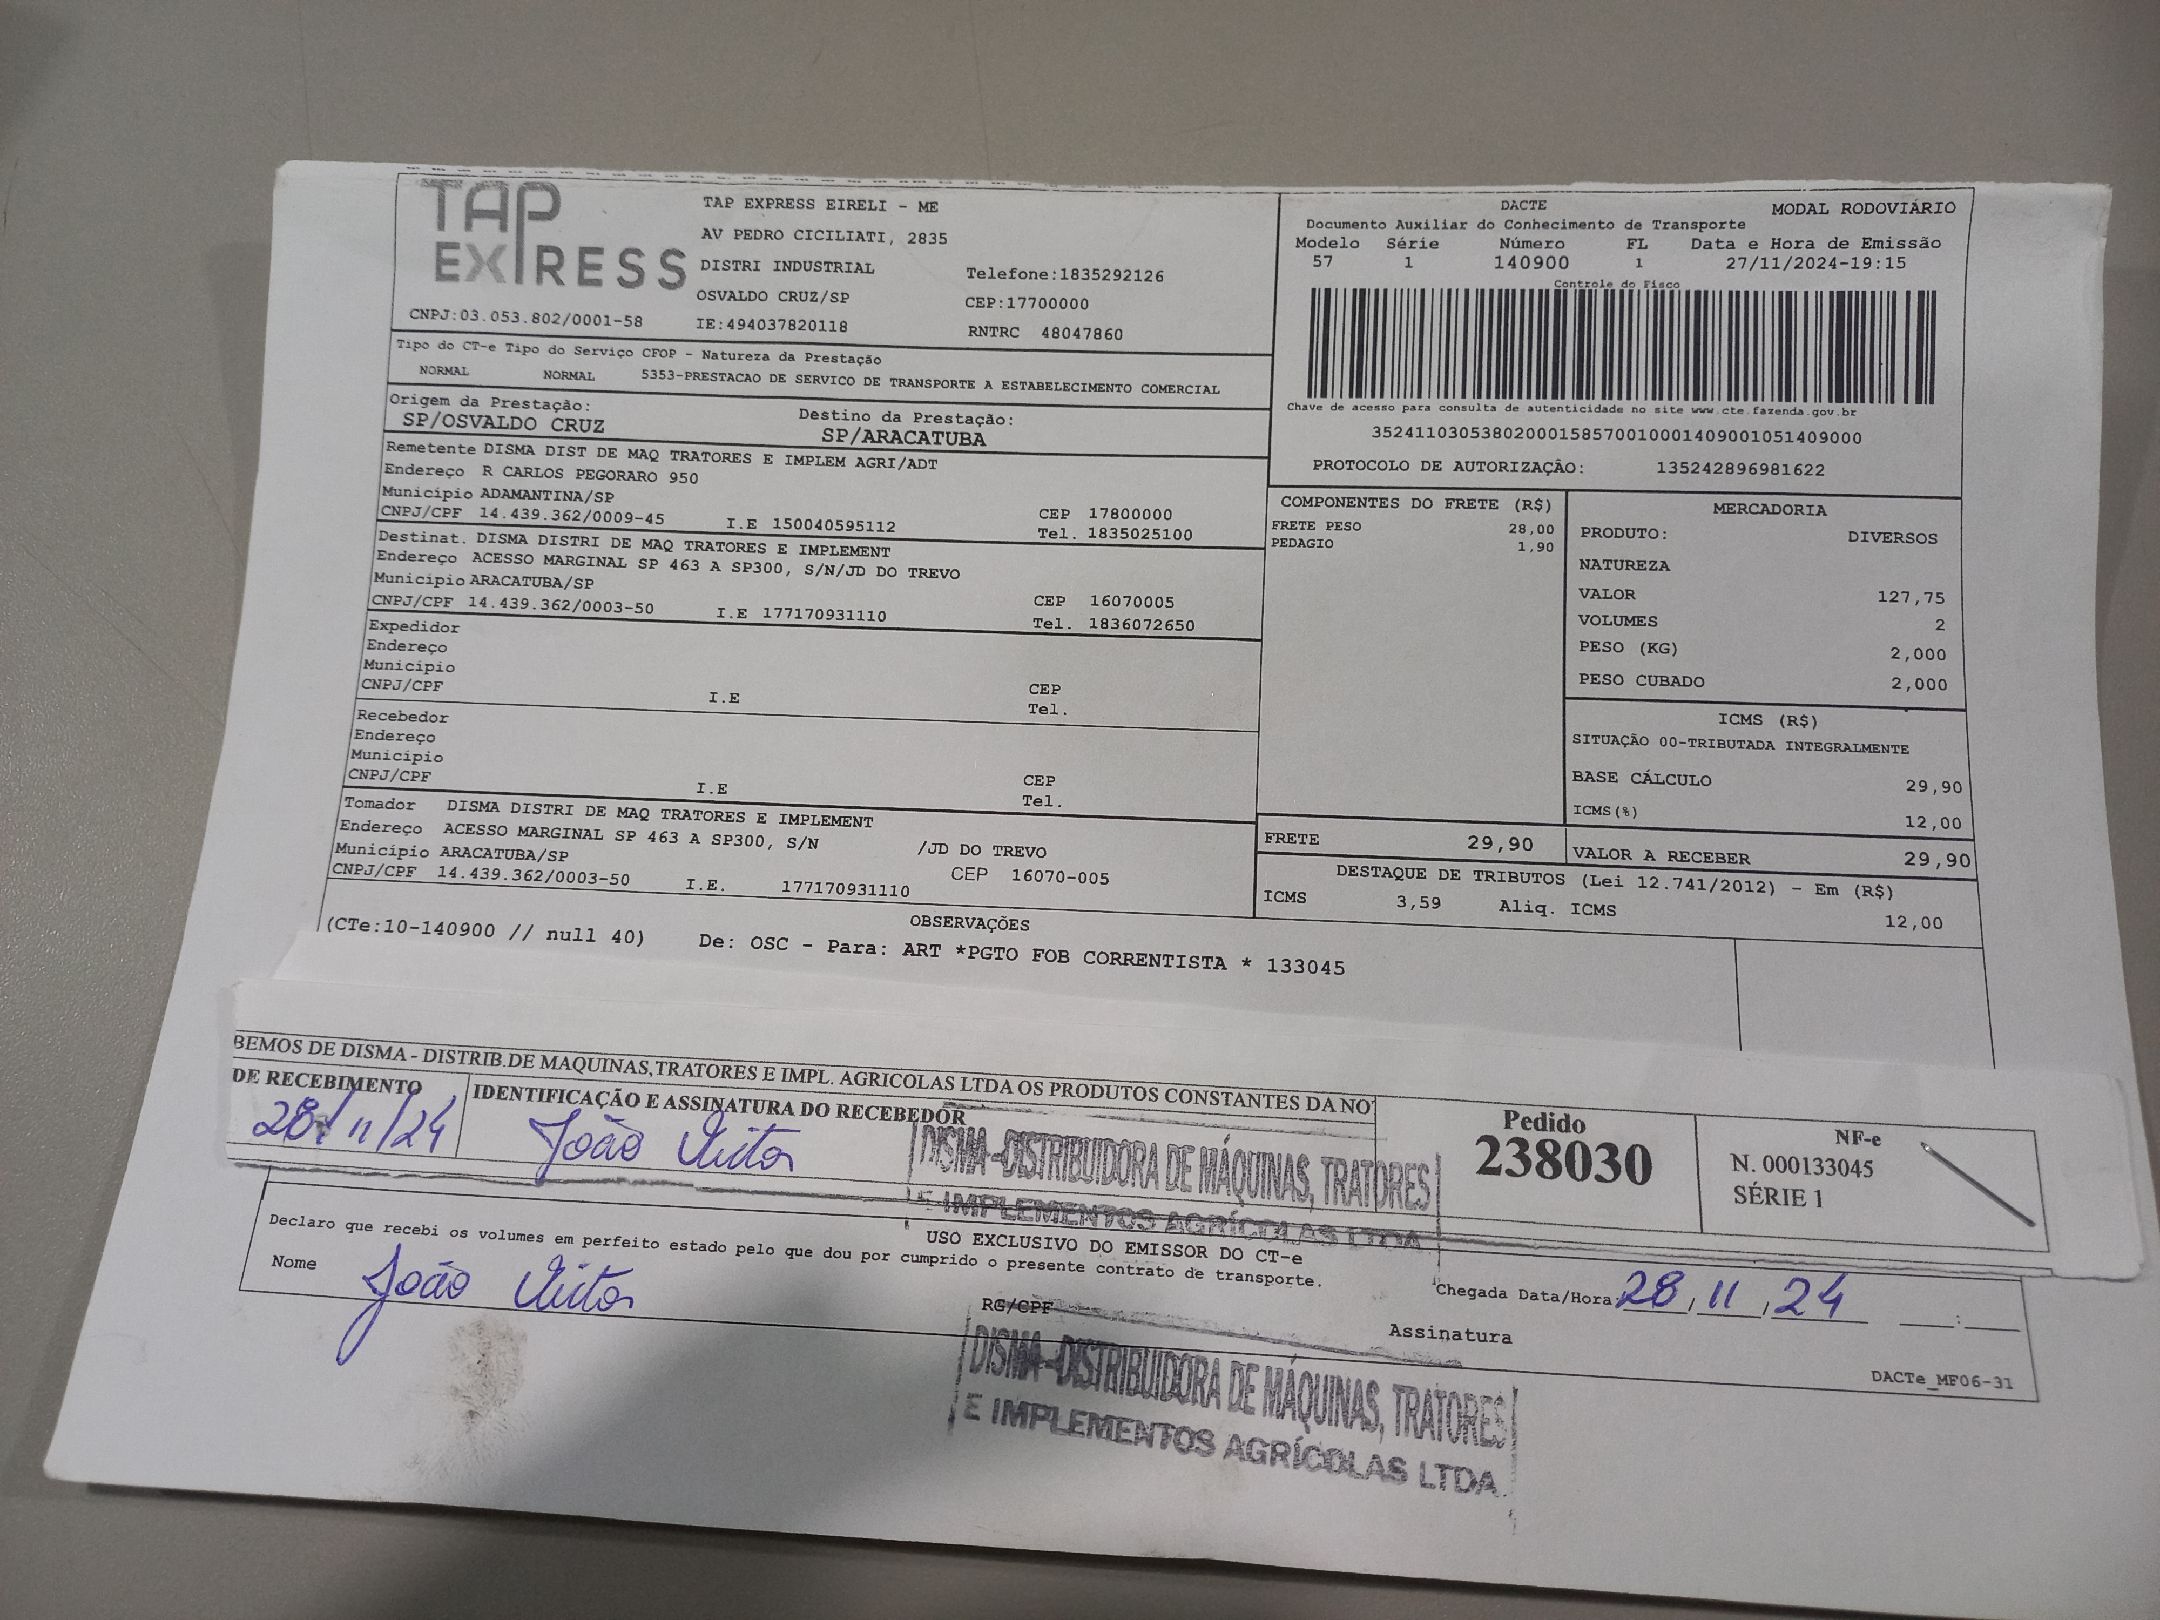 TAP
EXPRESS
TAP EXPRESS EIRELI - ME
AV PEDRO CICILIATI, 2835
DISTRI INDUSTRIAL
Telefone:1835292126
OSVALDO CRUZ/SP
CEP:17700000
CNPJ:03.053.802/0001-58
IE:494037820118
RNTRC 48047860
DACTE
MODAL RODOVIÁRIO
Documento Auxiliar do Conhecimento de Transporte
Modelo Série Número FL Data e Hora de Emissão
57 1 140900 1 27/11/2024-19:15
Controle do Fisco
Chave de acesso para consulta de autenticidade no site www.cte.fazenda.gov.br
35241103053802000158570010001409001051409000
PROTOCOLO DE AUTORIZAÇÃO: 135242896981622
Tipo do CT-e Tipo do Serviço CFOP - Natureza da Prestação
NORMAL NORMAL 5353-PRESTACAO DE SERVICO DE TRANSPORTE A ESTABELECIMENTO COMERCIAL
Origem da Prestação: Destino da Prestação:
SP/OSVALDO CRUZ SP/ARACATUBA
Remetente DISMA DIST DE MAQ TRATORES E IMPLEM AGRI/ADT
Endereço R CARLOS PEGORARO 950
Município ADAMANTINA/SP CEP 17800000
CNPJ/CPF 14.439.362/0009-45 I.E 150040595112 Tel. 1835025100
Destinat. DISMA DISTRI DE MAQ TRATORES E IMPLEMENT
Endereço ACESSO MARGINAL SP 463 A SP300, S/N/JD DO TREVO
Município ARACATUBA/SP CEP 16070005
CNPJ/CPF 14.439.362/0003-50 I.E 177170931110 Tel. 1836072650
Expedidor
Endereço
Município CEP
CNPJ/CPF I.E Tel.
Recebedor
Endereço
Município CEP
CNPJ/CPF I.E Tel.
Tomador DISMA DISTRI DE MAQ TRATORES E IMPLEMENT
Endereço ACESSO MARGINAL SP 463 A SP300, S/N /JD DO TREVO
Município ARACATUBA/SP CEP 16070-005
CNPJ/CPF 14.439.362/0003-50 I.E. 177170931110
COMPONENTES DO FRETE (R$)
FRETE PESO 28,00
PEDAGIO 1,90
MERCADORIA
PRODUTO: DIVERSOS
NATUREZA
VALOR 127,75
VOLUMES 2
PESO (KG) 2,000
PESO CUBADO 2,000
ICMS (R$)
SITUAÇÃO 00-TRIBUTADA INTEGRALMENTE
BASE CÁLCULO 29,90
ICMS(%) 12,00
FRETE 29,90
VALOR A RECEBER 29,90
DESTAQUE DE TRIBUTOS (Lei 12.741/2012) - Em (R$)
ICMS 3,59 Aliq. ICMS 12,00
OBSERVAÇÕES
(CTe:10-140900 // null 40) De: OSC - Para: ART *PGTO FOB CORRENTISTA * 133045
BEMOS DE DISMA - DISTRIB.DE MAQUINAS,TRATORES E IMPL. AGRICOLAS LTDA OS PRODUTOS CONSTANTES DA NO
DE RECEBIMENTO
28/11/24
IDENTIFICAÇÃO E ASSINATURA DO RECEBEDOR
João Victor
DISMA - DISTRIBUIDORA DE MÁQUINAS, TRATORES
E IMPLEMENTOS AGRÍCOLAS LTDA
Pedido
238030
NF-e
N. 000133045
SÉRIE 1
USO EXCLUSIVO DO EMISSOR DO CT-e
Declaro que recebi os volumes em perfeito estado pelo que dou por cumprido o presente contrato de transporte.
Nome João Victor
RG/CPF
Chegada Data/Hora 28/11/24 :
Assinatura
DISMA - DISTRIBUIDORA DE MÁQUINAS, TRATORES
E IMPLEMENTOS AGRÍCOLAS LTDA
DACTe_MF06-31